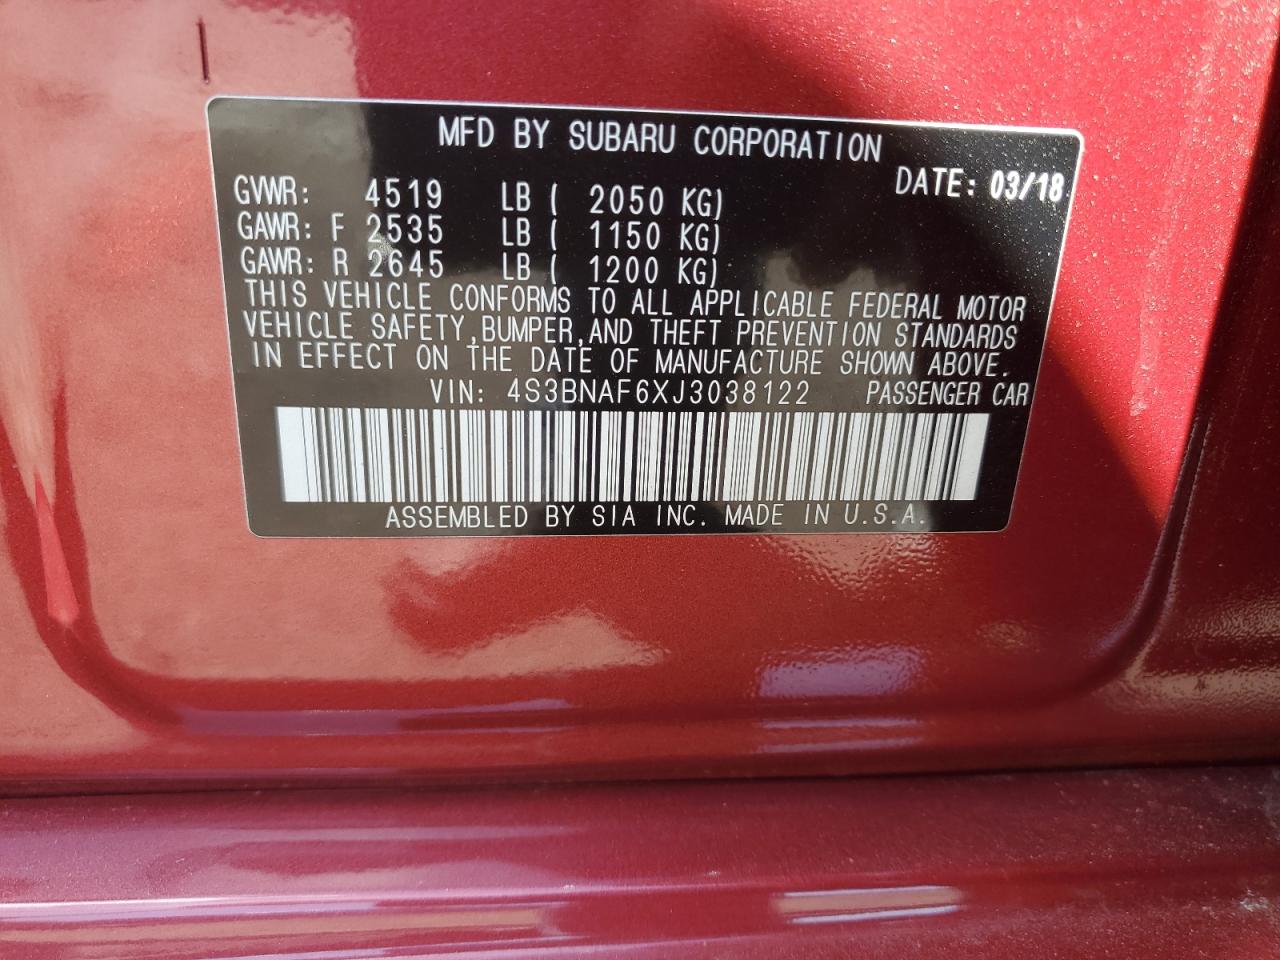 MFD BY SUBARU CORPORATION
DATE: 03/18
GVWR: 4519 LB ( 2050 KG)
GAWR: F 2535 LB ( 1150 KG)
GAWR: R 2645 LB ( 1200 KG)
THIS VEHICLE CONFORMS TO ALL APPLICABLE FEDERAL MOTOR
VEHICLE SAFETY,BUMPER,AND THEFT PREVENTION STANDARDS
IN EFFECT ON THE DATE OF MANUFACTURE SHOWN ABOVE.
VIN: 4S3BNAF6XJ3038122 PASSENGER CAR
ASSEMBLED BY SIA INC. MADE IN U.S.A.